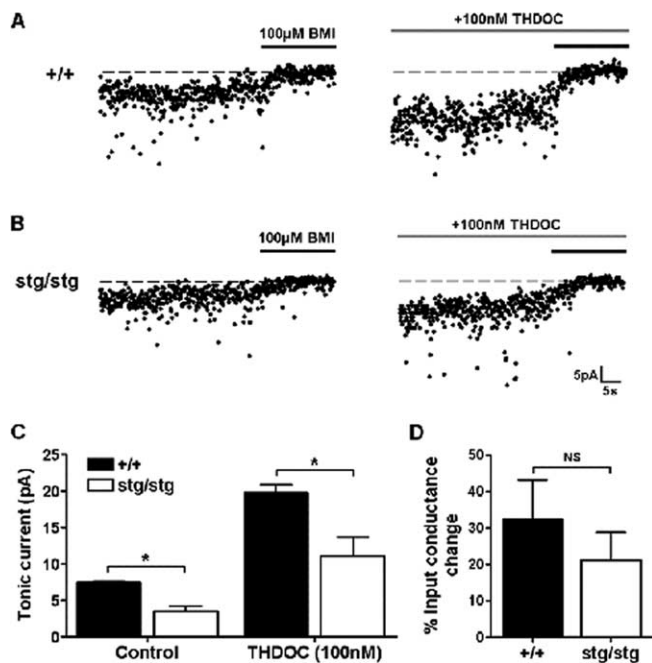 A
+100nM THDOC
100µM BMI
+/+
B
+100nM THDOC
100µM BMI
stg/stg
5pA
5s
C
D
Tonic current (pA)
25
20
15
10
5
0
+/+
stg/stg
*
*
Control
THDOC (100nM)
% Input conductance
change
50
40
30
20
10
0
NS
+/+
stg/stg